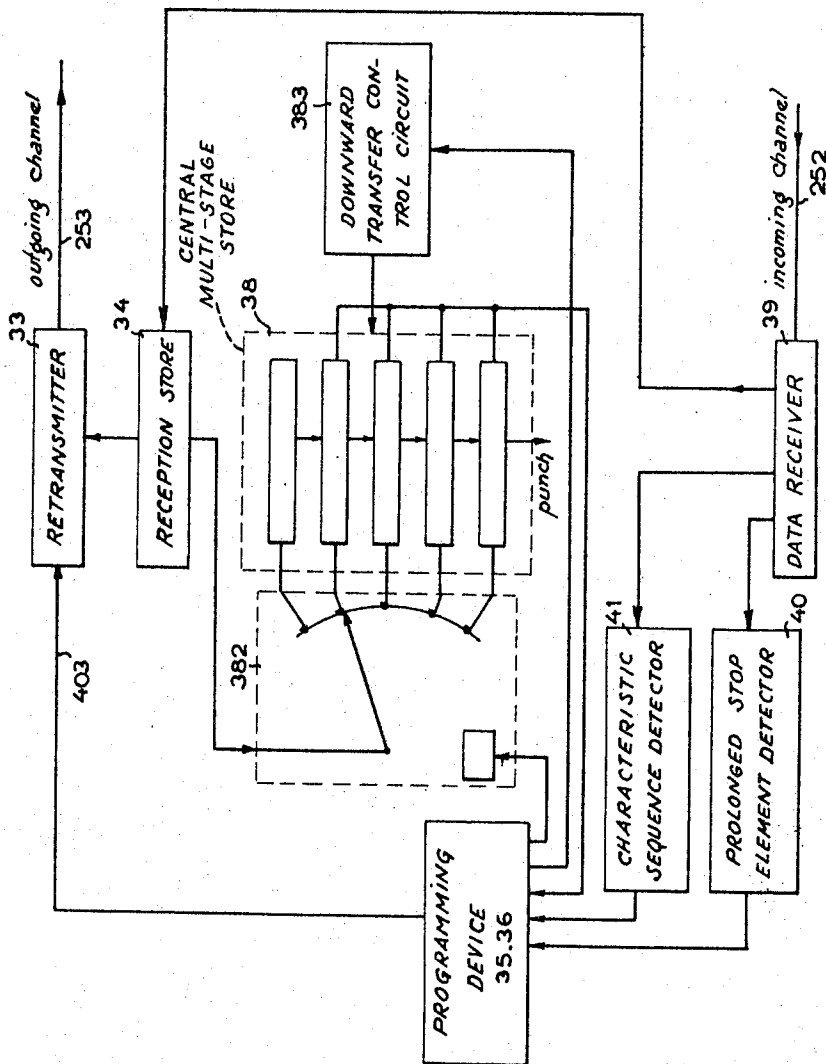 outgoing channel
253
33
RETRANSMITTER
403
34
RECEPTION STORE
CENTRAL
MULTI-STAGE
STORE
38
383
DOWNWARD
TRANSFER CON-
TROL CIRCUIT
382
punch
PROGRAMMING
DEVICE
35.36
41
CHARACTERISTIC
SEQUENCE DETECTOR
PROLONGED STOP
ELEMENT DETECTOR
40
39
DATA RECEIVER
incoming channel
252